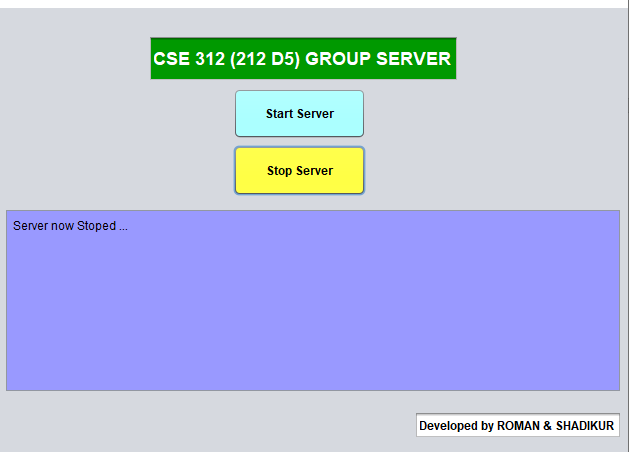 CSE 312 (212 D5) GROUP SERVER
Start Server
Stop Server
Server now Stoped ...
Developed by ROMAN & SHADIKUR